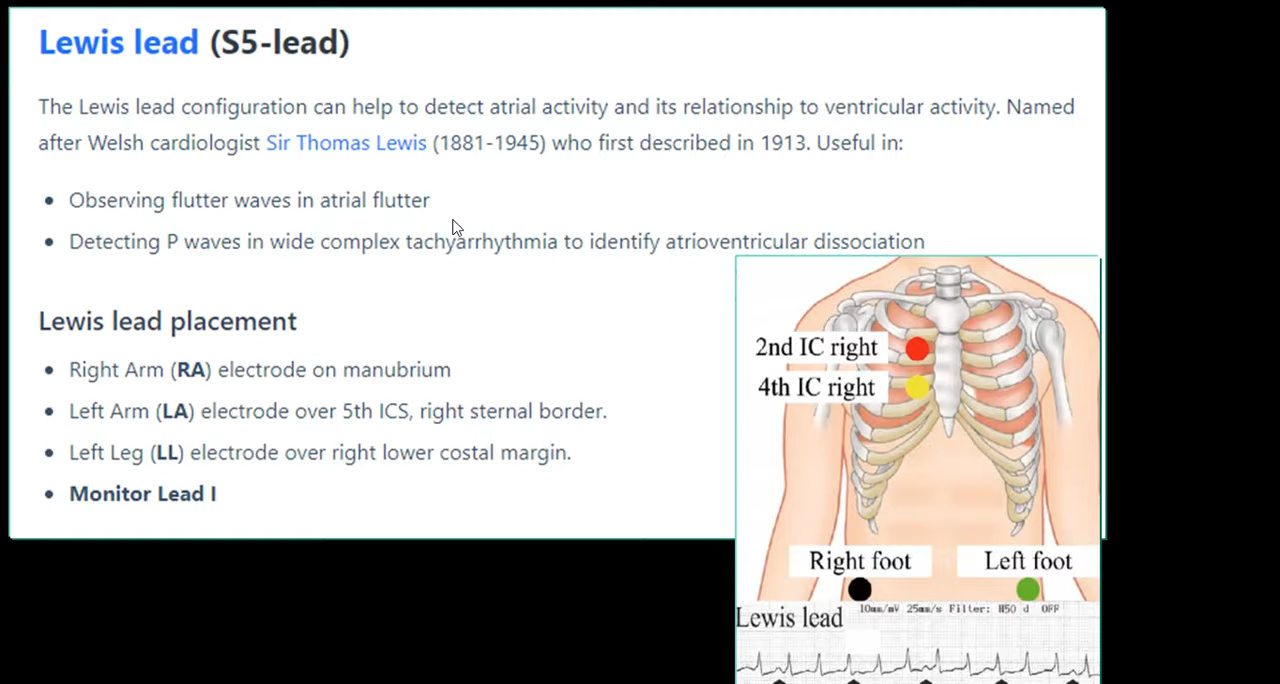 Lewis lead (S5-lead)
The Lewis lead configuration can help to detect atrial activity and its relationship to ventricular activity. Named
after Welsh cardiologist Sir Thomas Lewis (1881-1945) who first described in 1913. Useful in:
• Observing flutter waves in atrial flutter
• Detecting P waves in wide complex tachyarrhythmia to identify atrioventricular dissociation
Lewis lead placement
• Right Arm (RA) electrode on manubrium
• Left Arm (LA) electrode over 5th ICS, right sternal border.
• Left Leg (LL) electrode over right lower costal margin.
• Monitor Lead I
2nd IC right
4th IC right
Right foot
Left foot
Lewis lead
10mm/mV 25mm/s Filter: H50 d OFF